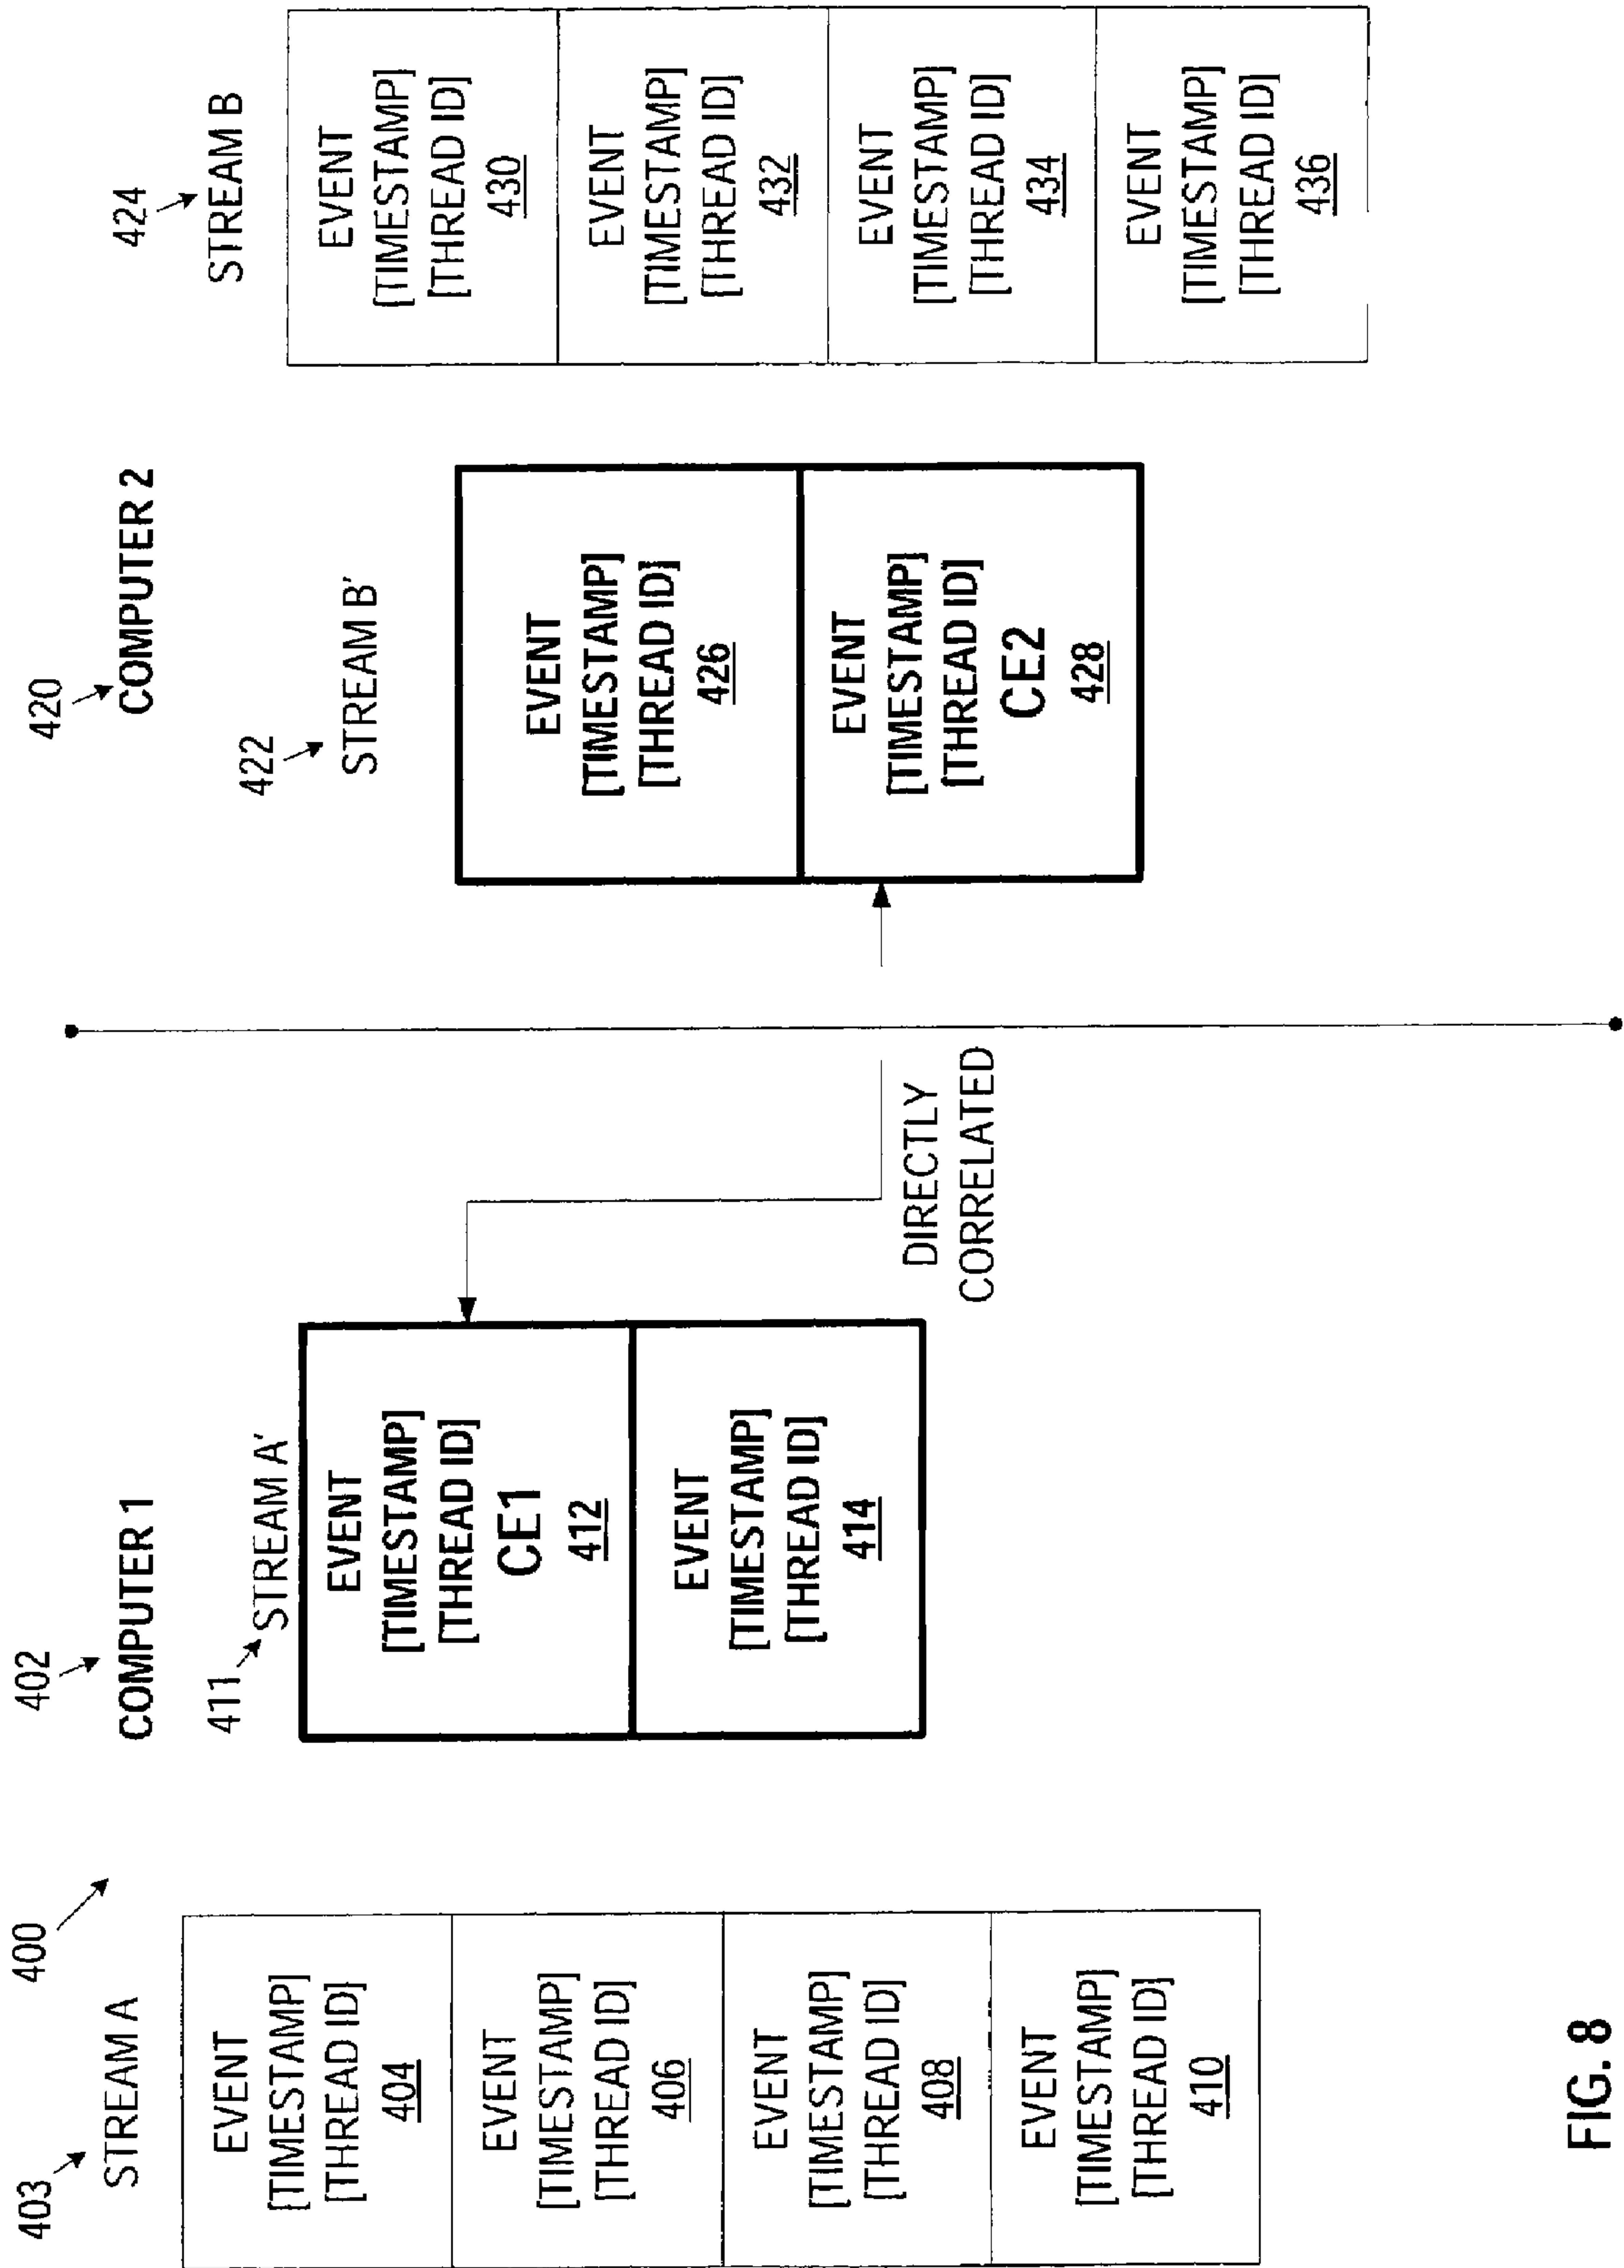 400
402
COMPUTER 1
403
STREAM A
EVENT
[TIMESTAMP]
[THREAD ID]
404
EVENT
[TIMESTAMP]
[THREAD ID]
406
EVENT
[TIMESTAMP]
[THREAD ID]
408
EVENT
[TIMESTAMP]
[THREAD ID]
410
411
STREAM A'
EVENT
[TIMESTAMP]
[THREAD ID]
CE1
412
EVENT
[TIMESTAMP]
[THREAD ID]
414
DIRECTLY
CORRELATED
420
COMPUTER 2
422
STREAM B'
EVENT
[TIMESTAMP]
[THREAD ID]
426
EVENT
[TIMESTAMP]
[THREAD ID]
CE2
428
424
STREAM B
EVENT
[TIMESTAMP]
[THREAD ID]
430
EVENT
[TIMESTAMP]
[THREAD ID]
432
EVENT
[TIMESTAMP]
[THREAD ID]
434
EVENT
[TIMESTAMP]
[THREAD ID]
436
FIG. 8